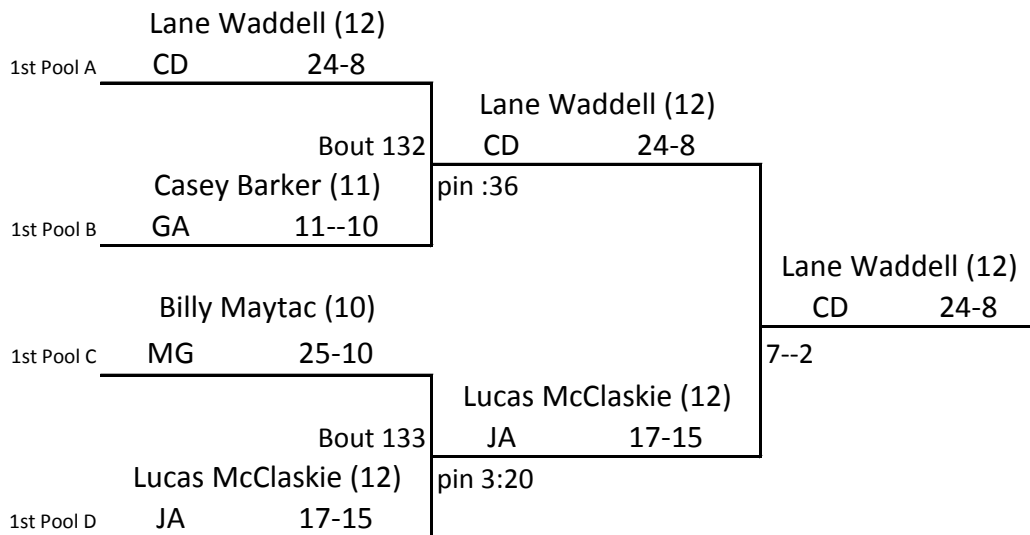 Lane Waddell (12)
1st Pool A CD 24-8
Lane Waddell (12)
Bout 132 CD 24-8
Casey Barker (11) pin :36
1st Pool B GA 11--10
Lane Waddell (12)
Billy Maytac (10) CD 24-8
1st Pool C MG 25-10 7--2
Lucas McClaskie (12)
Bout 133 JA 17-15
Lucas McClaskie (12) pin 3:20
1st Pool D JA 17-15